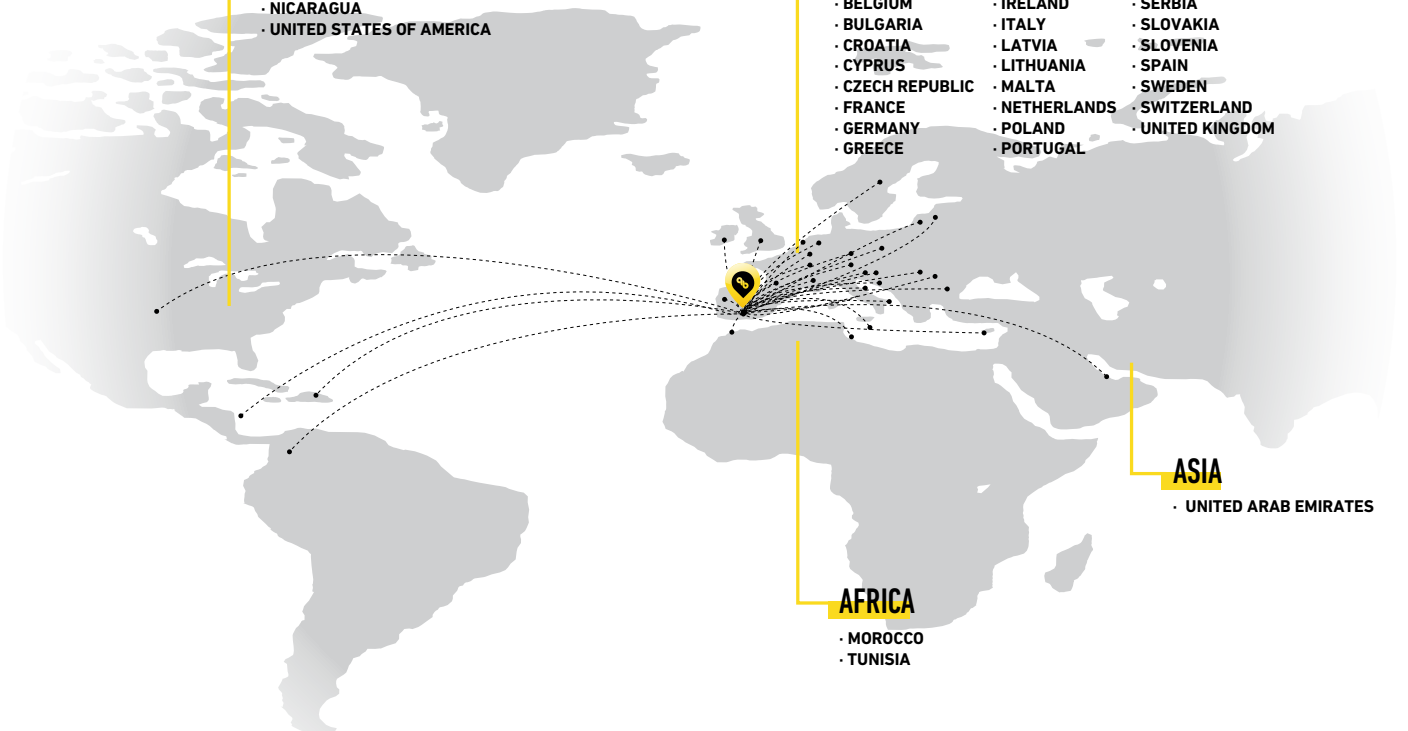 · NICARAGUA
· UNITED STATES OF AMERICA
· BELGIUM
· BULGARIA
· CROATIA
· CYPRUS
· CZECH REPUBLIC
· FRANCE
· GERMANY
· GREECE
· IRELAND
· ITALY
· LATVIA
· LITHUANIA
· MALTA
· NETHERLANDS
· POLAND
· PORTUGAL
· SERBIA
· SLOVAKIA
· SLOVENIA
· SPAIN
· SWEDEN
· SWITZERLAND
· UNITED KINGDOM
ASIA
· UNITED ARAB EMIRATES
AFRICA
· MOROCCO
· TUNISIA